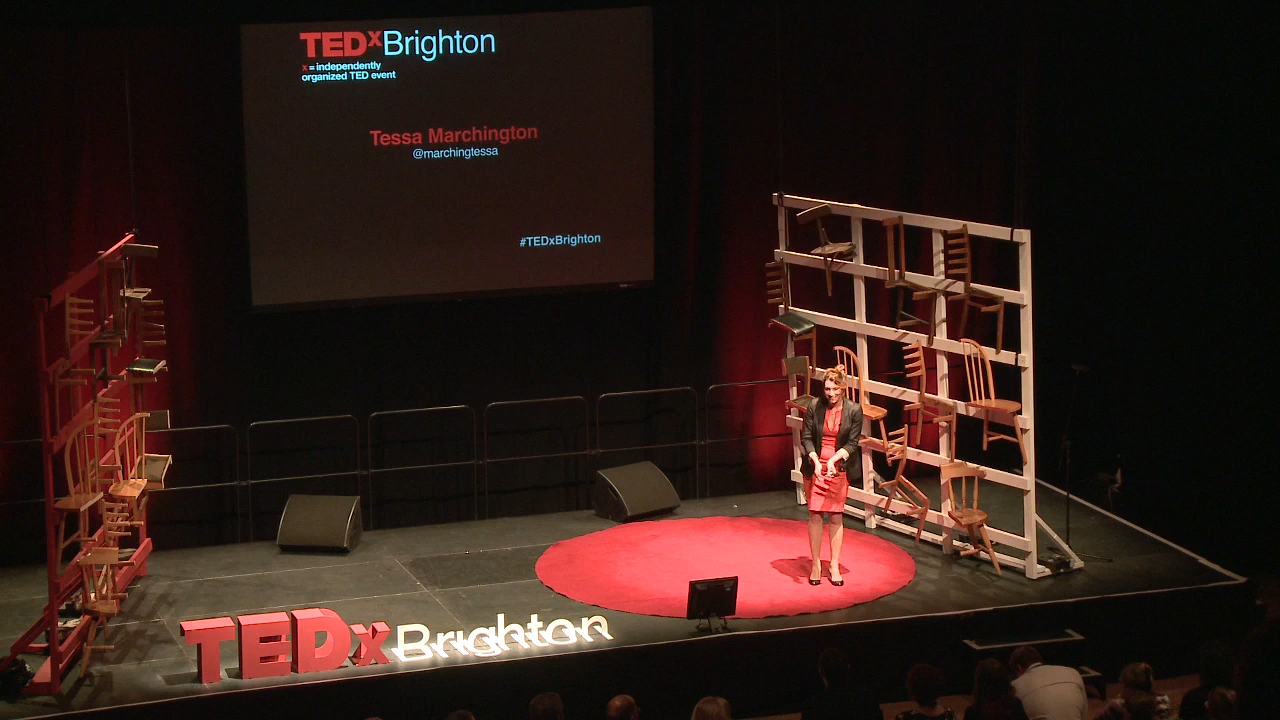 TEDxBrighton
x = independently
organized TED event
Tessa Marchington
@marchingtessa
#TEDxBrighton
TEDxBrighton